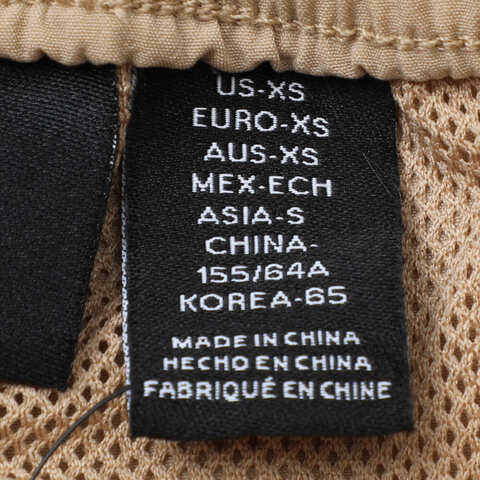 US-XS
EURO-XS
AUS-XS
MEX-ECH
ASIA-S
CHINA-
155/64A
KOREA-65
MADE IN CHINA
HECHO EN CHINA
FABRIQUÉ EN CHINE